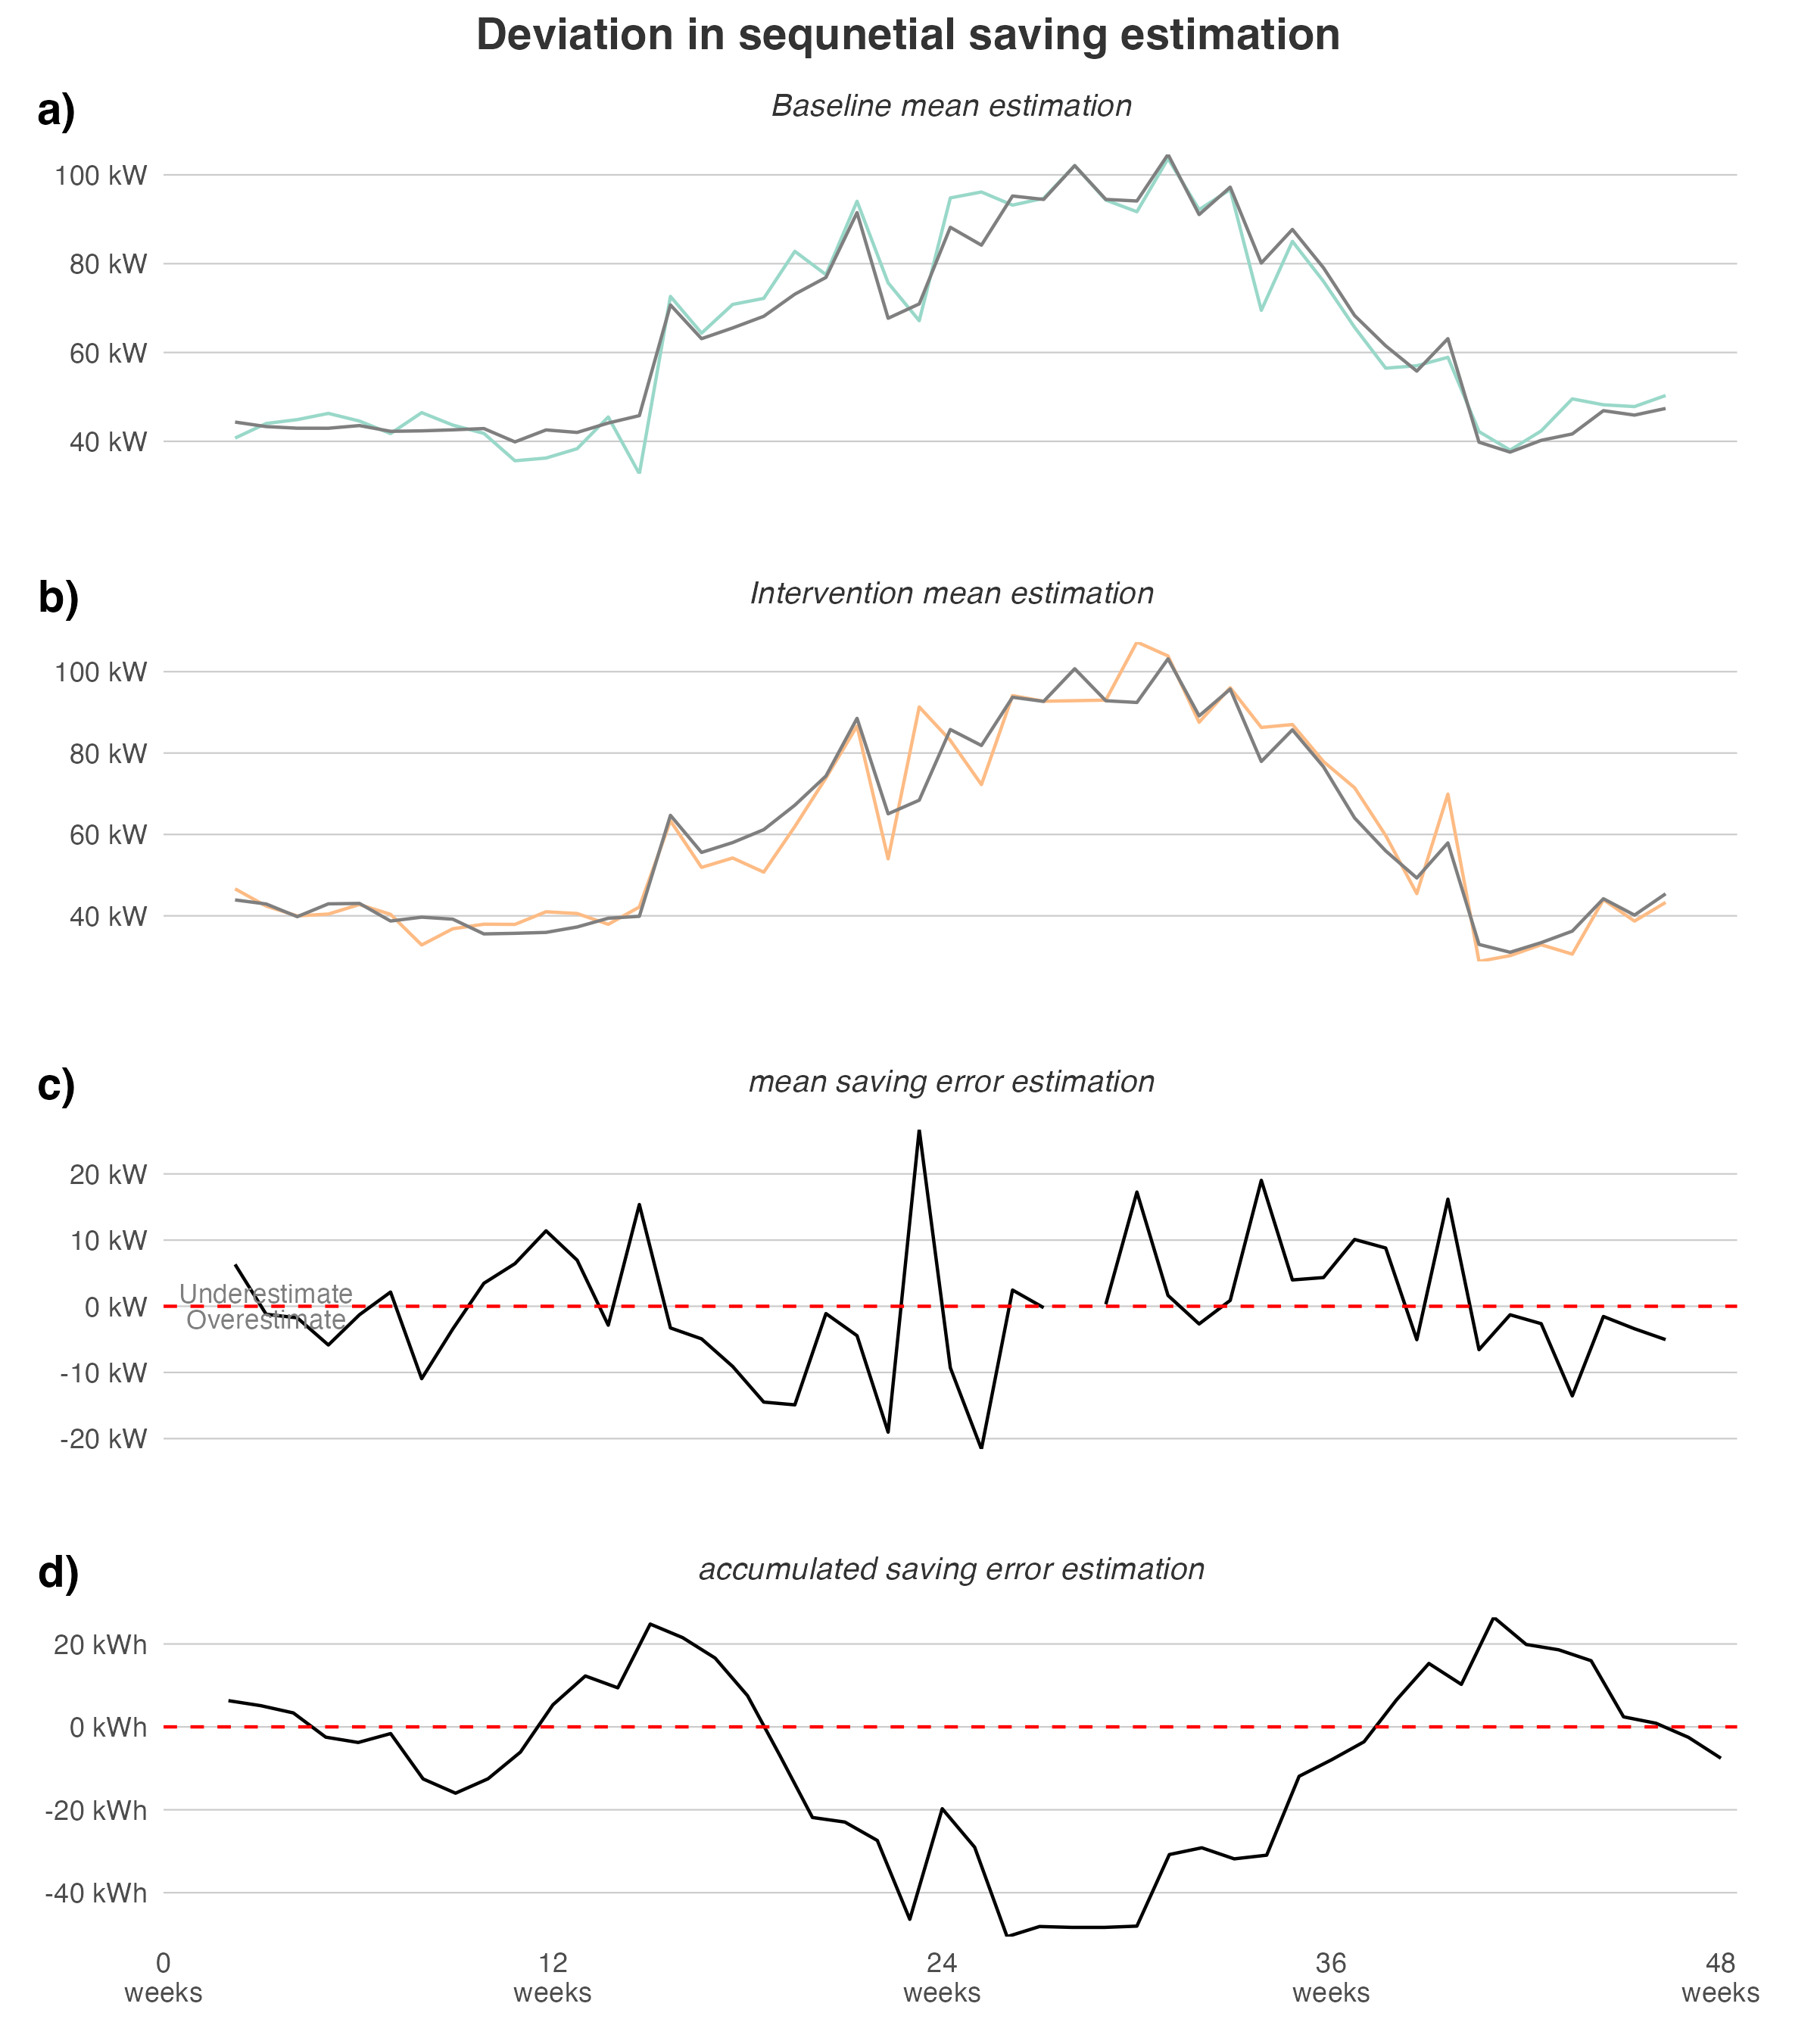 Deviation in sequnetial saving estimation
a)
Baseline mean estimation
100 kW
80 kW
60 kW
40 kW
b)
Intervention mean estimation
100 kW
80 kW
60 kW
40 kW
c)
mean saving error estimation
20 kW
10 kW
Underestimate
0 kW
Overestimate
-10 kW
-20 kW
d)
accumulated saving error estimation
20 kWh
0 kWh
-20 kWh
-40 kWh
0 12 24 36 48
weeks weeks weeks weeks weeks